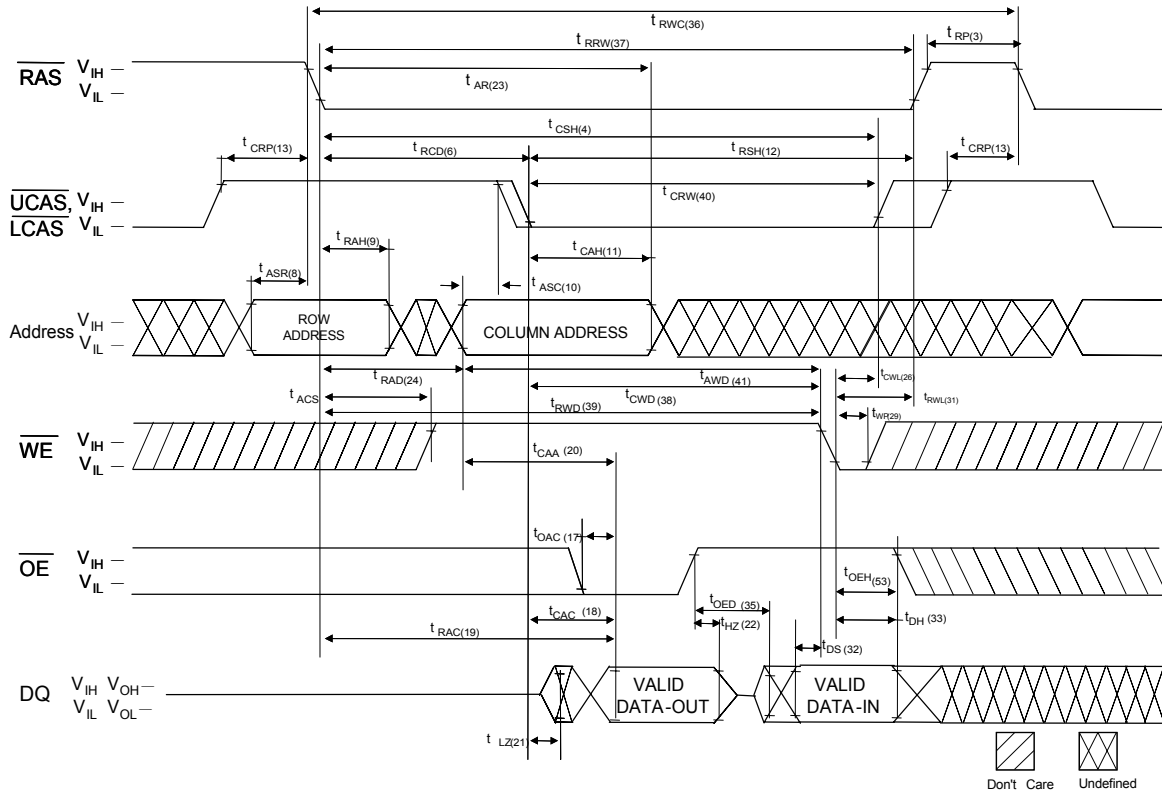 t RWC(36)
t RRW(37)
t RP(3)
RAS V IH —
V IL —
t AR(23)
t CSH(4)
t CRP(13)
t RCD(6)
t RSH(12)
t CRP(13)
t CRW(40)
UCAS, V IH —
LCAS V IL —
t RAH(9)
t CAH(11)
t ASR(8)
t ASC(10)
Address V IH —
V IL —
ROW
ADDRESS
COLUMN ADDRESS
t RAD(24)
t AWD (41)
t CWL(26)
t ACS
t CWD (38)
t RWL(31)
t RWD (39)
t WP(29)
WE V IH —
V IL —
t CAA (20)
t OAC (17)
OE V IH —
V IL —
t OEH (53)
t OED (35)
t CAC (18)
t HZ (22)
t DH (33)
t RAC(19)
t DS (32)
DQ V IH V OH —
V IL V OL —
VALID
DATA-OUT
VALID
DATA-IN
t LZ(21)
Don't Care
Undefined